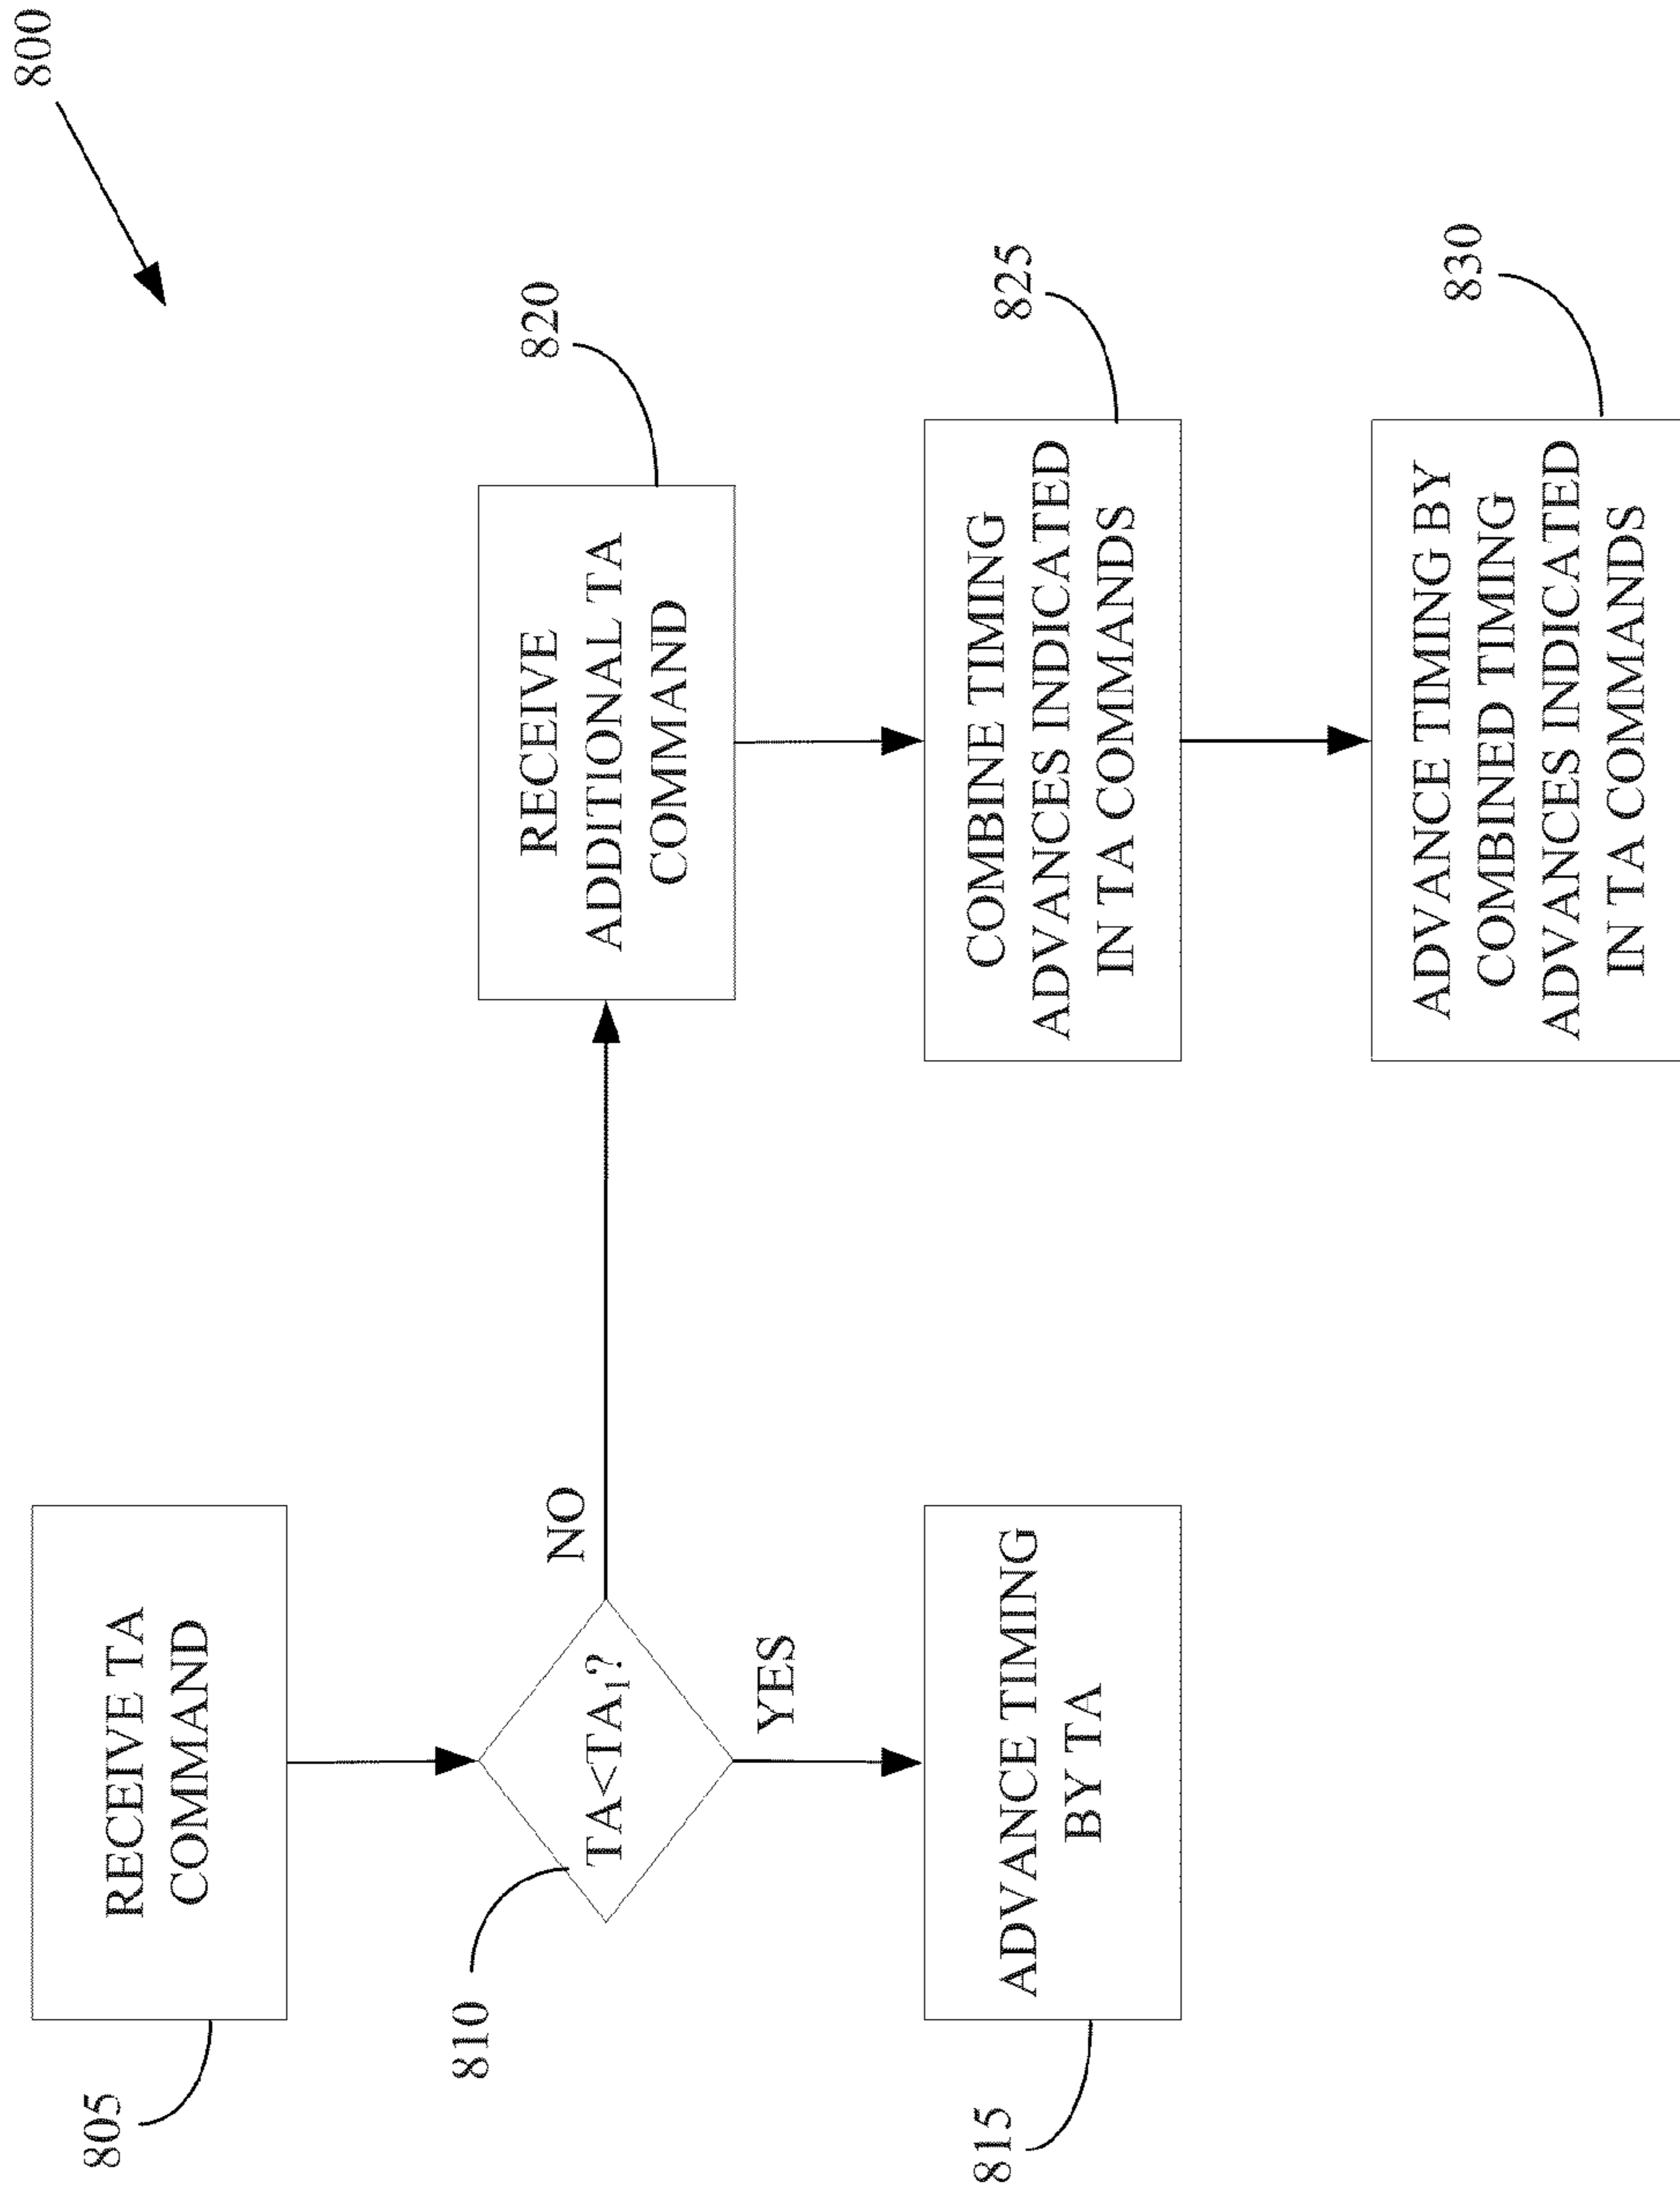 800
805
RECEIVE TA
COMMAND
810
TA<TA₁?
NO
YES
815
ADVANCE TIMING
BY TA
820
RECEIVE
ADDITIONAL TA
COMMAND
825
COMBINE TIMING
ADVANCES INDICATED
IN TA COMMANDS
830
ADVANCE TIMING BY
COMBINED TIMING
ADVANCES INDICATED
IN TA COMMANDS